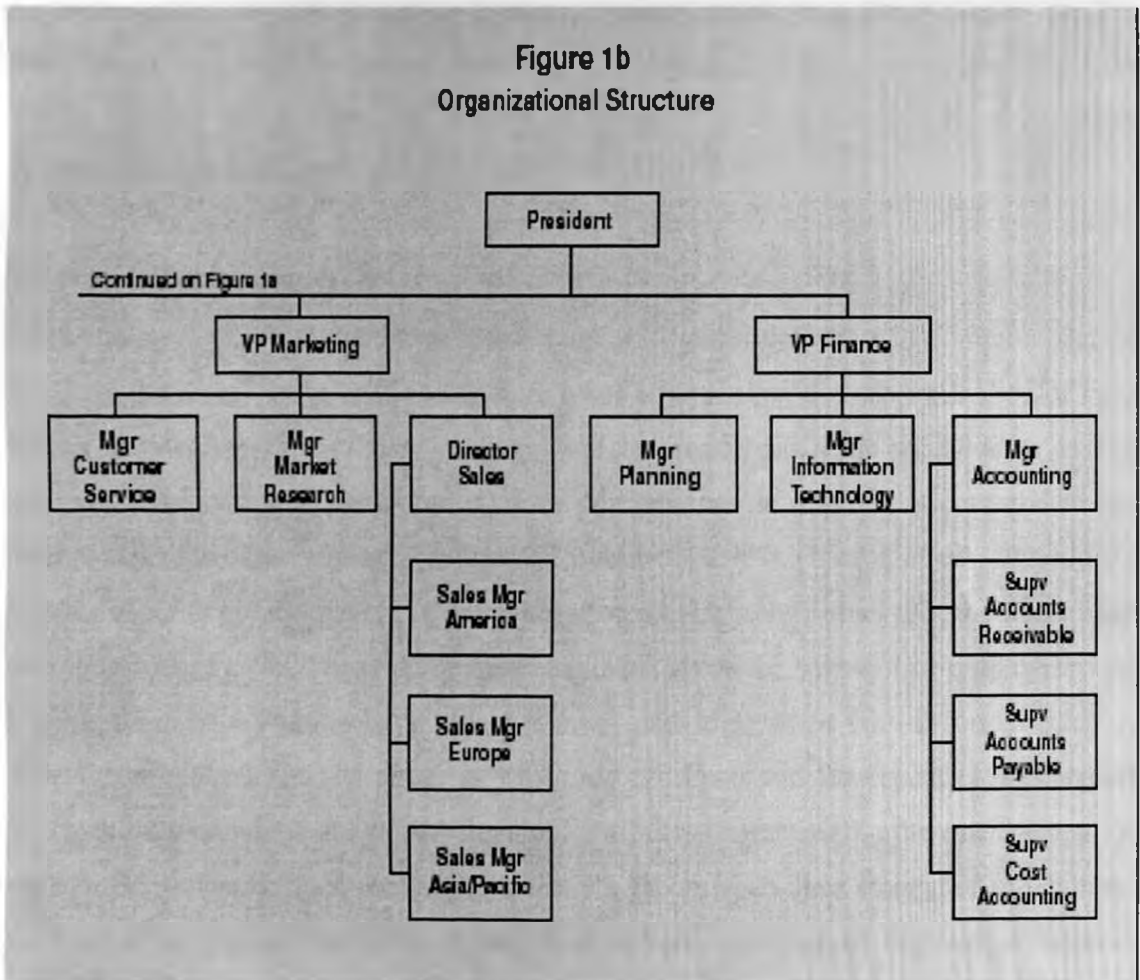 Figure 1b
Organizational Structure
President
Continued on Figure 1a
VP Marketing
VP Finance
Mgr
Customer
Service
Mgr
Market
Research
Director
Sales
Mgr
Planning
Mgr
Information
Technology
Mgr
Accounting
Sales Mgr
America
Supv
Accounts
Receivable
Sales Mgr
Europe
Supv
Accounts
Payable
Sales Mgr
Asia/Pacific
Supv
Cost
Accounting